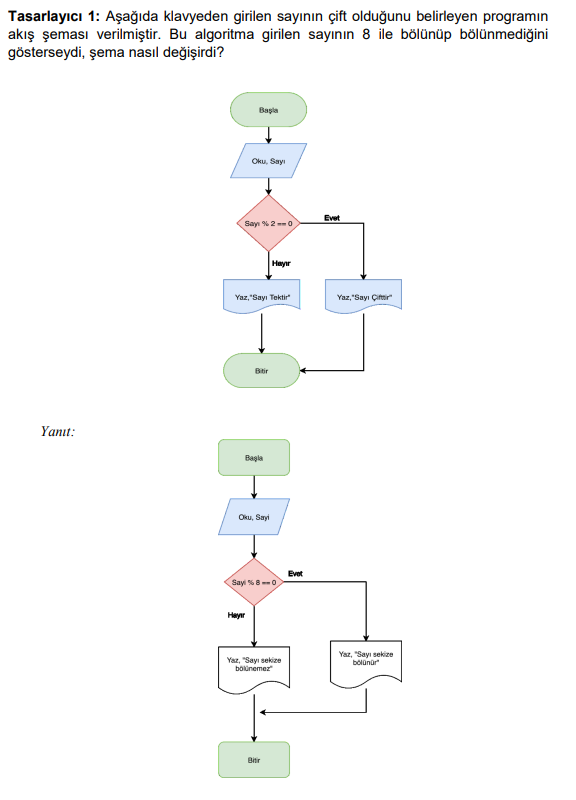 Tasarlayıcı 1: Aşağıda klavyeden girilen sayının çift olduğunu belirleyen programın
akış şeması verilmiştir. Bu algoritma girilen sayının 8 ile bölünüp bölünmediğini
gösterseydi, şema nasıl değişirdi?
Başla
Oku, Sayı
Sayı % 2 == 0
Evet
Hayır
Yaz,"Sayı Tektir"
Yaz,"Sayı Çifttir"
Bitir
Yanıt:
Başla
Oku, Sayi
Sayi % 8 == 0
Evet
Hayır
Yaz, "Sayı sekize
bölünemez"
Yaz, "Sayı sekize
bölünür"
Bitir